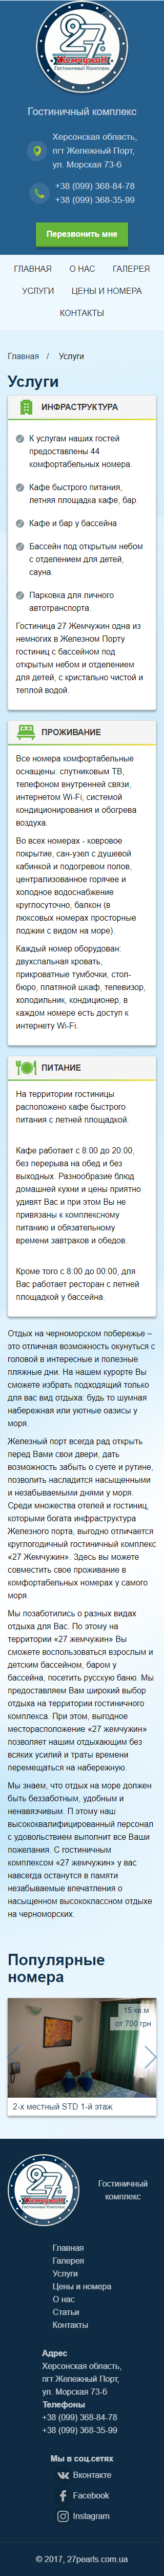 27
Жемчужин
Гостиничный Комплекс
Гостиничный комплекс
Херсонская область,
пгт Железный Порт,
ул. Морская 73-б
+38 (099) 368-84-78
+38 (099) 368-35-99
Перезвонить мне
ГЛАВНАЯ О НАС ГАЛЕРЕЯ
УСЛУГИ ЦЕНЫ И НОМЕРА
КОНТАКТЫ
Главная / Услуги
Услуги
ИНФРАСТРУКТУРА
К услугам наших гостей
предоставлены 44
комфортабельных номера.
Кафе быстрого питания,
летняя площадка кафе, бар.
Кафе и бар у бассейна
Бассейн под открытым небом
с отделением для детей,
сауна.
Парковка для личного
автотранспорта.
Гостиница 27 Жемчужин одна из
немногих в Железном Порту
гостиниц с бассейном под
открытым небом и отделением
для детей, с кристально чистой и
теплой водой.
ПРОЖИВАНИЕ
Все номера комфортабельные
оснащены: спутниковым ТВ,
телефоном внутренней связи,
интернетом Wi-Fi, системой
кондиционирования и обогрева
воздуха.
Во всех номерах - ковровое
покрытие, сан-узел с душевой
кабинкой и подогревом полов,
централизованное горячее и
холодное водоснабжение
круглосуточно, балкон (в
люксовых номерах просторные
лоджии с видом на море).
Каждый номер оборудован:
двухспальная кровать,
прикроватные тумбочки, стол-
бюро, платяной шкаф, телевизор,
холодильник, кондиционер, в
каждом номере есть доступ к
интернету Wi-Fi.
ПИТАНИЕ
На территории гостиницы
расположено кафе быстрого
питания с летней площадкой.
Кафе работает с 8:00 до 20:00,
без перерыва на обед и без
выходных. Разнообразие блюд
домашней кухни и цены приятно
удивят Вас и при этом Вы не
привязаны к комплексному
питанию и обязательному
времени завтраков и обедов.
Кроме того с 8:00 до 00:00, для
Вас работает ресторан с летней
площадкой у бассейна.
Отдых на черноморском побережье –
это отличная возможность окунуться с
головой в интересные и полезные
пляжные дни. На нашем курорте Вы
сможете избрать подходящий только
для вас вид отдыха: будь то шумная
набережная или уютные оазисы у
моря.
Железный порт всегда рад открыть
перед Вами свои двери, дать
возможность забыть о суете и рутине,
позволить насладится насыщенными
и незабываемыми днями у моря.
Среди множества отелей и гостиниц,
которыми богата инфраструктура
Железного порта, выгодно отличается
круглогодичный гостиничный комплекс
«27 Жемчужин». Здесь вы можете
совместить свое проживание в
комфортабельных номерах у самого
моря.
Мы позаботились о разных видах
отдыха для Вас. По этому на
территории «27 жемчужин» Вы
сможете воспользоваться взрослым и
детским бассейном, баром у
бассейна, посетить русскую баню. Мы
предоставляем Вам широкий выбор
отдыха на территории гостиничного
комплекса. При этом, выгодное
месторасположение «27 жемчужин»
позволяет нашим отдыхающим без
всяких усилий и траты времени
перемещаться на набережную.
Мы знаем, что отдых на море должен
быть беззаботным, удобным и
ненавязчивым. П этому наш
высококвалифицированный персонал
с удовольствием выполнит все Ваши
пожелания. С гостиничным
комплексом «27 жемчужин» у вас
навсегда останутся в памяти
незабываемые впечатления о
насыщенном высококлассном отдыхе
на черноморских.
Популярные
номера
15 кв.м
от 700 грн
2-х местный STD 1-й этаж
27
Жемчужин
Гостиничный Комплекс
Гостиничный
комплекс
Главная
Галерея
Услуги
Цены и номера
О нас
Статьи
Контакты
Адрес
Херсонская область,
пгт Железный Порт,
ул. Морская 73-б
Телефоны
+38 (099) 368-84-78
+38 (099) 368-35-99
Мы в соц.сетях
Вконтакте
Facebook
Instagram
© 2017, 27pearls.com.ua